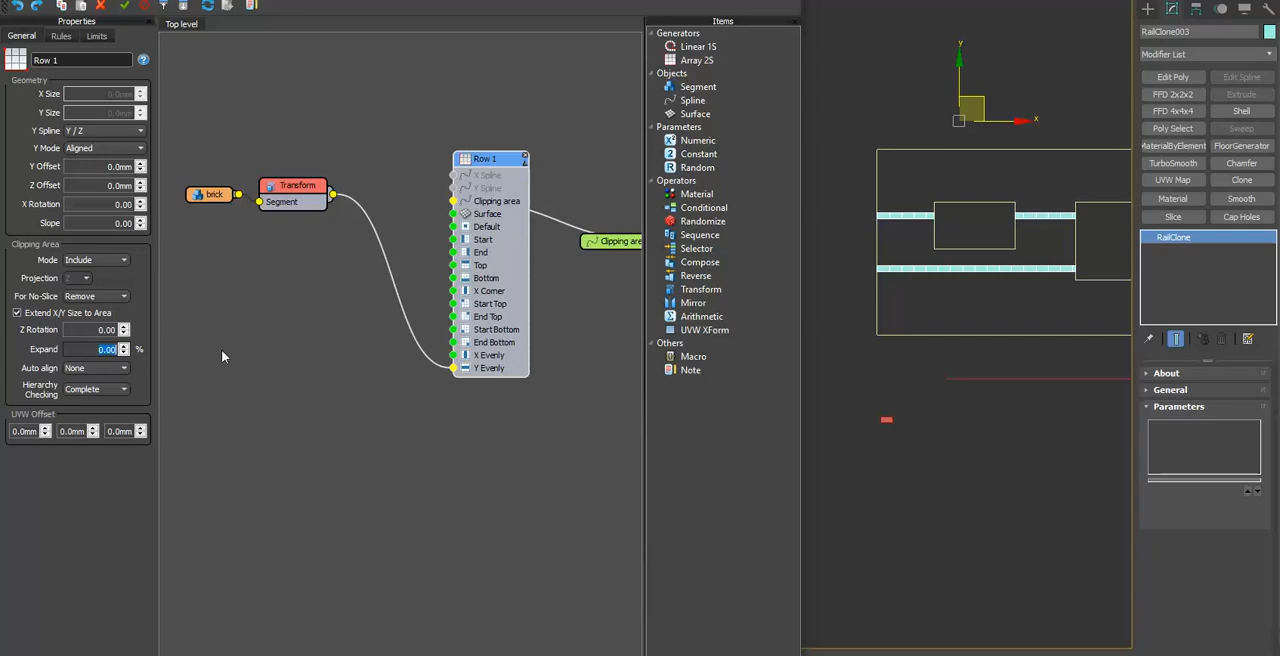 Properties
General
Rules
Limits
Row 1
Geometry
X Size 0.0mm
Y Size 0.0mm
Y Spline Y / Z
Y Mode Aligned
Y Offset 0.0mm
Z Offset 0.0mm
X Rotation 0.00
Slope 0.00
Clipping Area
Mode Include
Projection Z
For No-Slice Remove
Extend X/Y Size to Area
Z Rotation 0.00
Expand 0.00 %
Auto align None
Hierarchy
Checking Complete
UVW Offset
0.0mm 0.0mm 0.0mm
Top level
brick
Transform
Segment
Row 1
X Spline
Y Spline
Clipping area
Surface
Default
Start
End
Top
Bottom
X Corner
Start Top
End Top
Start Bottom
End Bottom
X Evenly
Y Evenly
Clipping are
Items
Generators
Linear 1S
Array 2S
Objects
Segment
Spline
Surface
Parameters
Numeric
Constant
Random
Operators
Material
Conditional
Randomize
Sequence
Selector
Compose
Reverse
Transform
Mirror
Arithmetic
UVW XForm
Others
Macro
Note
y
x
RailClone003
Modifier List
Edit Poly Edit Spline
FFD 2x2x2 Extrude
FFD 4x4x4 Shell
Poly Select Sweep
MaterialByElement FloorGenerator
TurboSmooth Chamfer
UVW Map Clone
Material Smooth
Slice Cap Holes
RailClone
About
General
Parameters